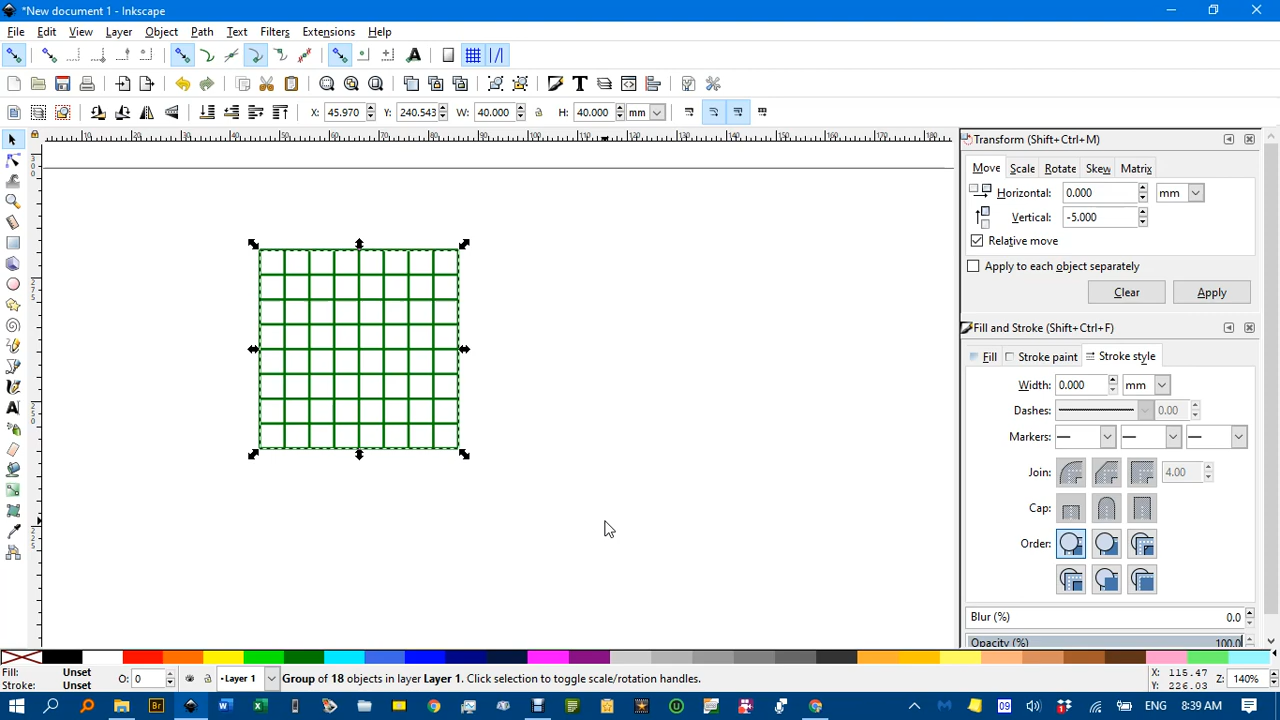 *New document 1 - Inkscape
File Edit View Layer Object Path Text Filters Extensions Help
X: 45.970 Y: 240.543 W: 40.000 H: 40.000 mm
Transform (Shift+Ctrl+M)
Move Scale Rotate Skew Matrix
Horizontal: 0.000 mm
Vertical: -5.000
Relative move
Apply to each object separately
Clear Apply
Fill and Stroke (Shift+Ctrl+F)
Fill Stroke paint Stroke style
Width: 0.000 mm
Dashes: 0.00
Markers:
Join: 4.00
Cap:
Order:
Blur (%) 0.0
Opacity (%) 100.0
Fill: Unset
Stroke: Unset
O: 0
Layer 1
Group of 18 objects in layer Layer 1. Click selection to toggle scale/rotation handles.
X: 115.47
Y: 226.03
Z: 140%
ENG 8:39 AM